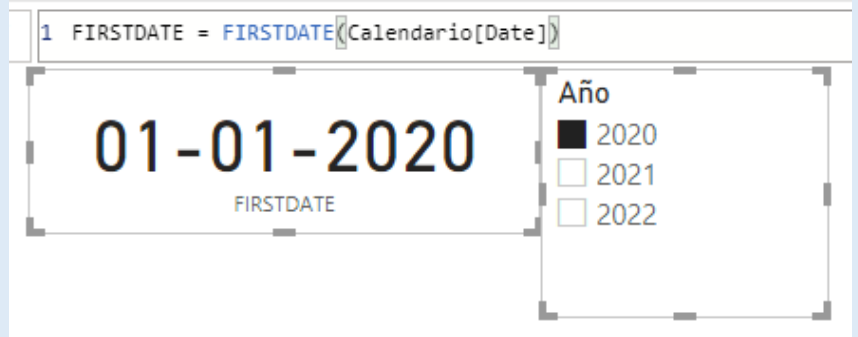 1 FIRSTDATE = FIRSTDATE(Calendario[Date])
01-01-2020
FIRSTDATE
Año
2020
2021
2022